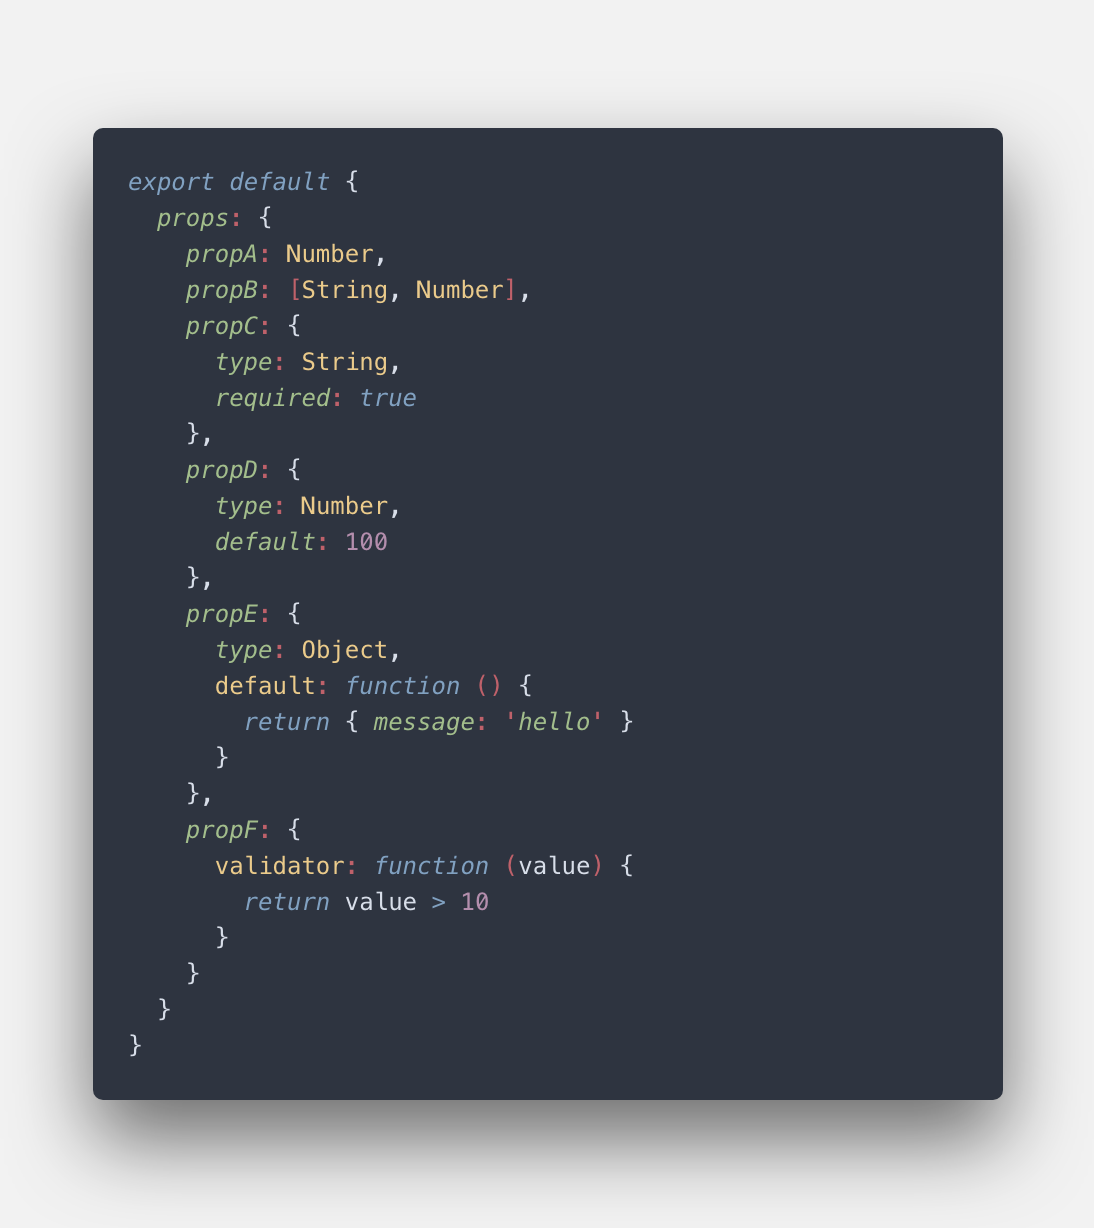 export default {
  props: {
    propA: Number,
    propB: [String, Number],
    propC: {
      type: String,
      required: true
    },
    propD: {
      type: Number,
      default: 100
    },
    propE: {
      type: Object,
      default: function () {
        return { message: 'hello' }
      }
    },
    propF: {
      validator: function (value) {
        return value > 10
      }
    }
  }
}